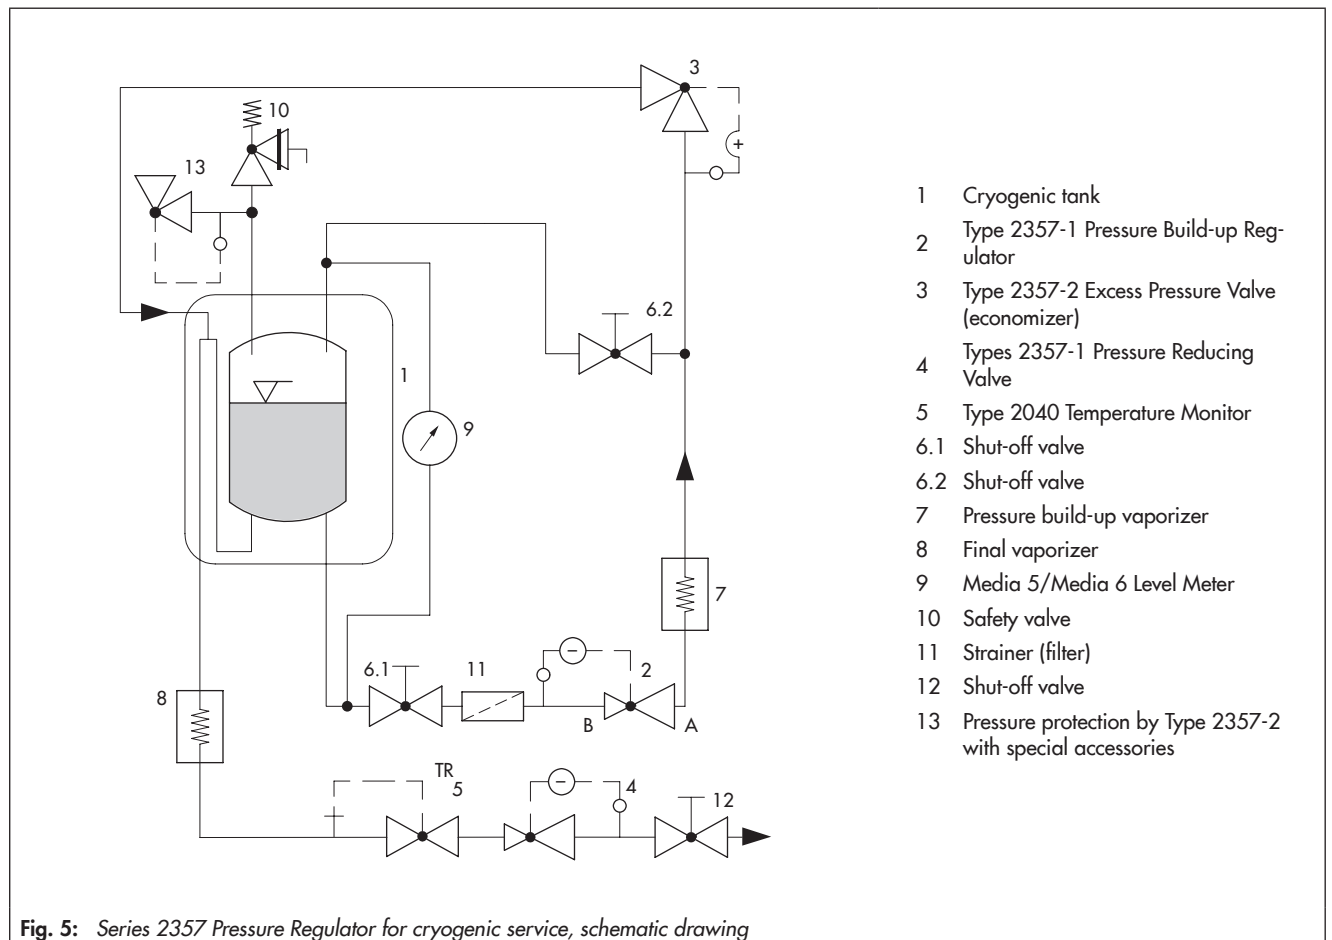 3
10
13
6.2
1
9
7
6.1
11
2
8
B
A
TR
5
4
12
1 Cryogenic tank
2 Type 2357-1 Pressure Build-up Reg-
ulator
3 Type 2357-2 Excess Pressure Valve
(economizer)
4 Types 2357-1 Pressure Reducing
Valve
5 Type 2040 Temperature Monitor
6.1 Shut-off valve
6.2 Shut-off valve
7 Pressure build-up vaporizer
8 Final vaporizer
9 Media 5/Media 6 Level Meter
10 Safety valve
11 Strainer (filter)
12 Shut-off valve
13 Pressure protection by Type 2357-2
with special accessories
Fig. 5: Series 2357 Pressure Regulator for cryogenic service, schematic drawing